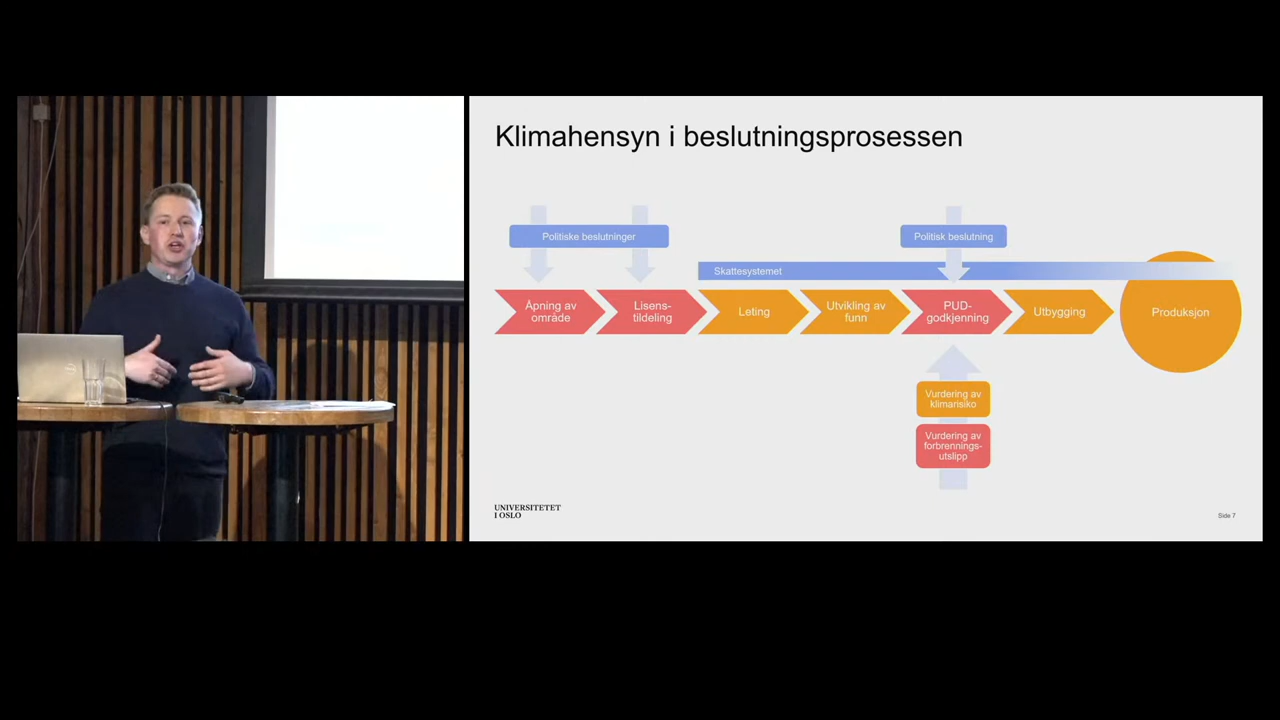 Klimahensyn i beslutningsprosessen
Politiske beslutninger
Politisk beslutning
Skattesystemet
Åpning av
område
Lisens-
tildeling
Leting
Utvikling av
funn
PUD-
godkjenning
Utbygging
Produksjon
Vurdering av
klimarisiko
Vurdering av
forbrennings-
utslipp
UNIVERSITETET
I OSLO
Side 7